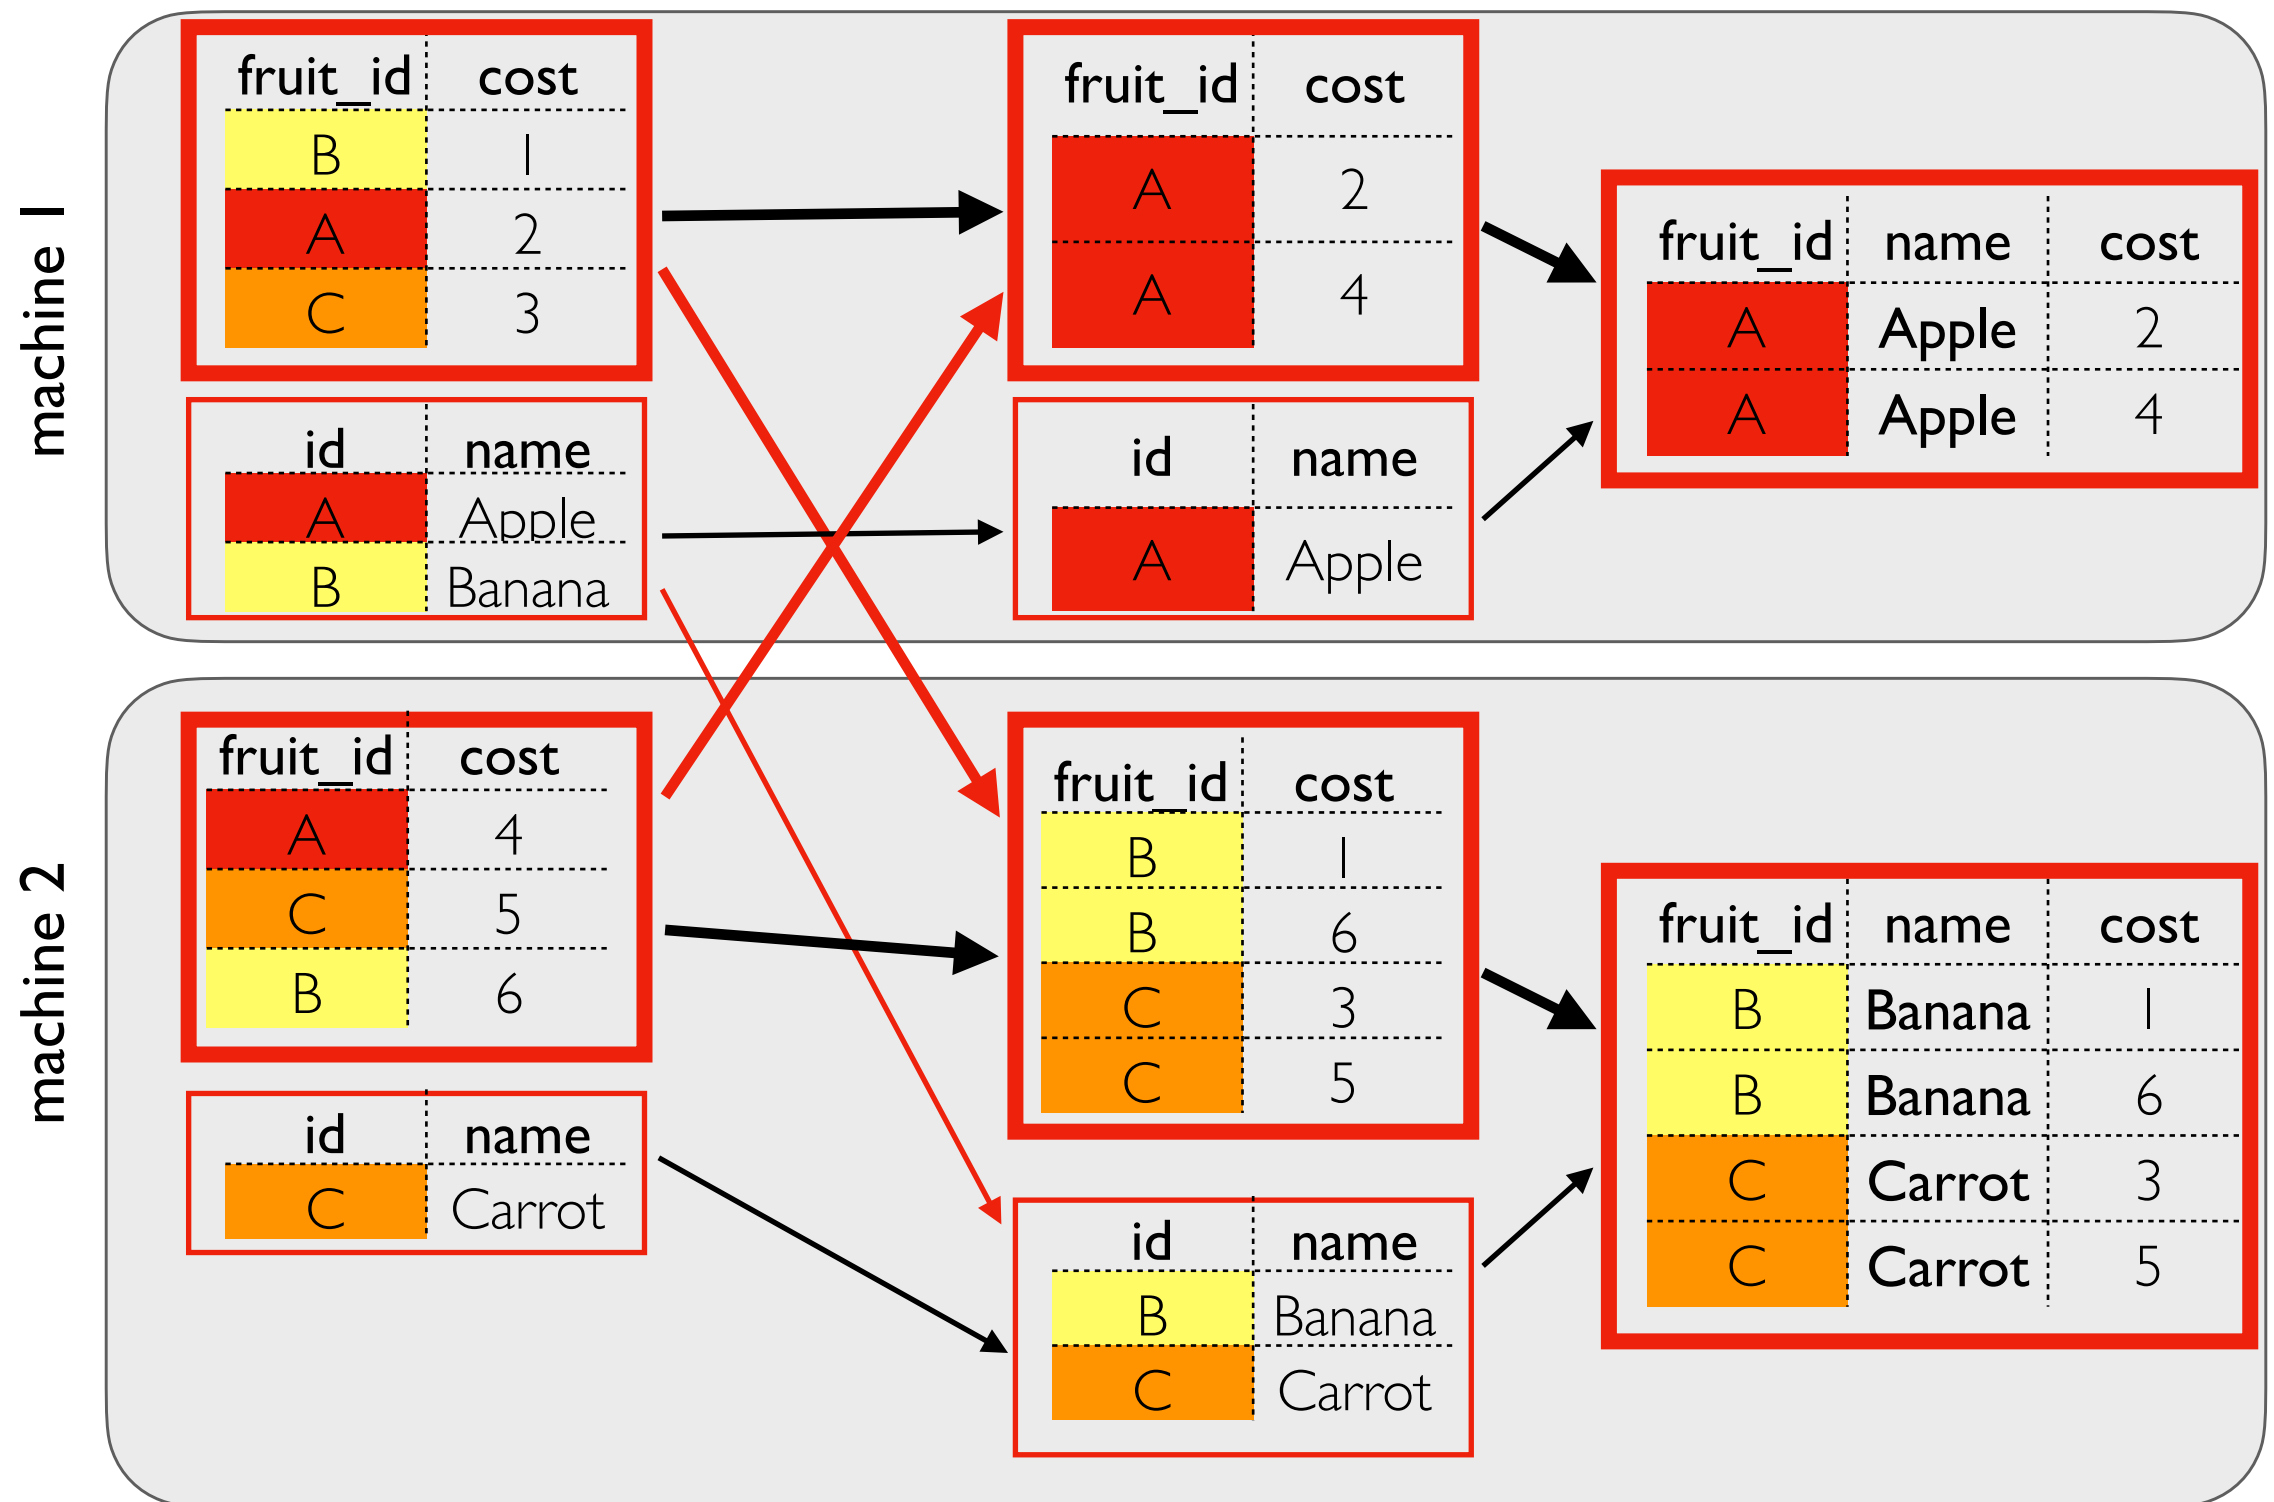 machine 1
fruit_id cost
B 1
A 2
C 3
id name
A Apple
B Banana
fruit_id cost
A 2
A 4
id name
A Apple
fruit_id name cost
A Apple 2
A Apple 4
machine 2
fruit_id cost
A 4
C 5
B 6
id name
C Carrot
fruit_id cost
B 1
B 6
C 3
C 5
id name
B Banana
C Carrot
fruit_id name cost
B Banana 1
B Banana 6
C Carrot 3
C Carrot 5